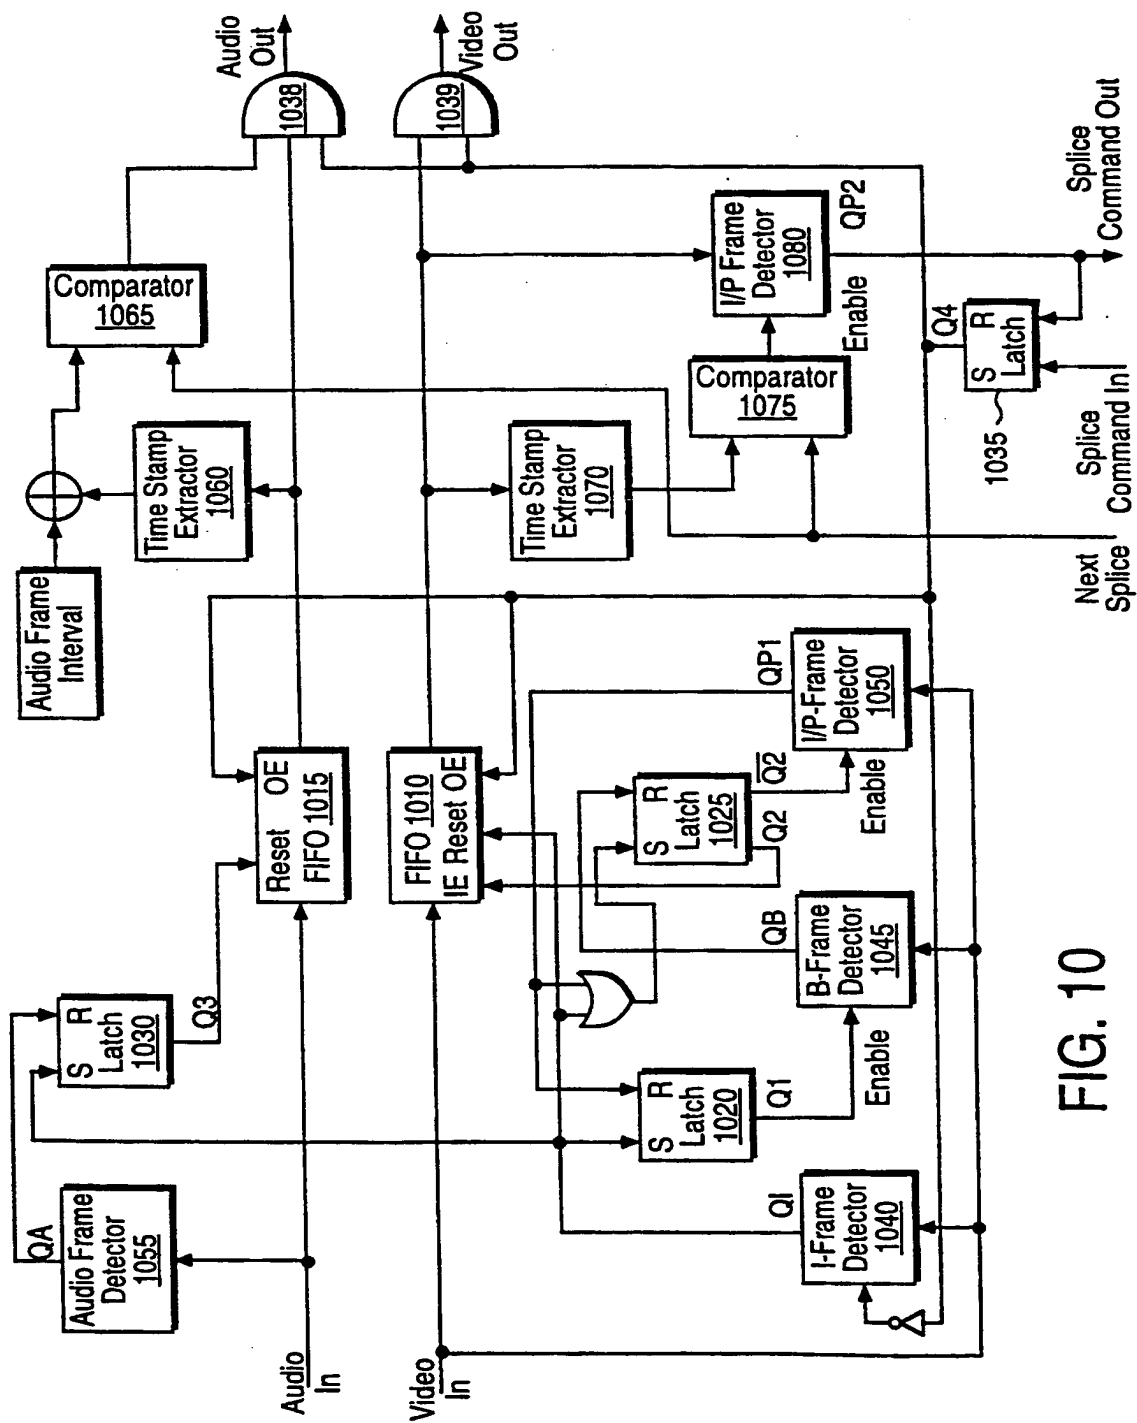 Audio Frame
Interval
Comparator
1065
Audio
Out
Time Stamp
Extractor
1060
1038
QA
Audio Frame
Detector
1055
S R
Latch
1030
Q3
Reset OE
FIFO 1015
Audio
In
FIFO 1010
IE Reset OE
Video
In
Time Stamp
Extractor
1070
1039
Video
Out
Comparator
1075
Enable
I/P Frame
Detector
1080
QP2
S R
Latch
1020
Q1
Enable
S R
Latch
1025
Q2
Q2
Enable
QI
I-Frame
Detector
1040
QB
B-Frame
Detector
1045
QP1
I/P-Frame
Detector
1050
Q4
S R
Latch
1035
Next
Splice
Splice
Command In
Splice
Command Out
FIG. 10